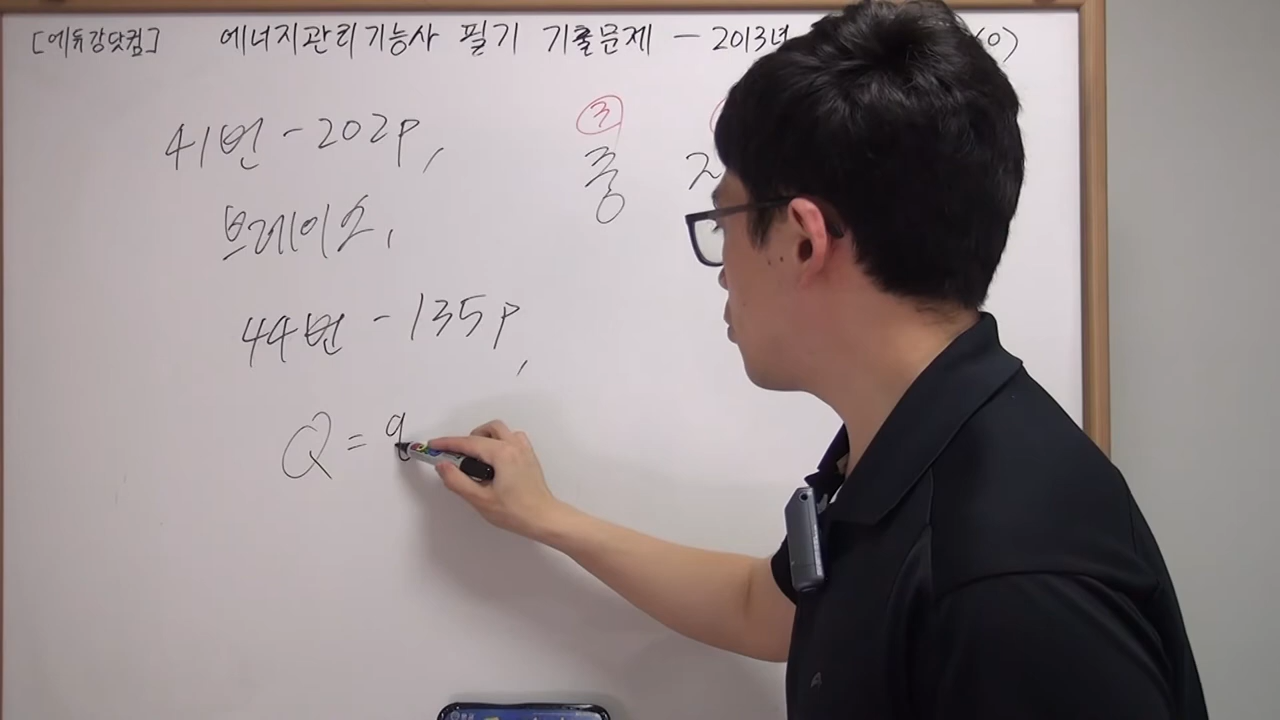 [에듀강닷컴] 에너지관리기능사 필기 기출문제 - 2013년
41번 - 202p,
브레이스,
44번 - 135p,
Q = q
③
중